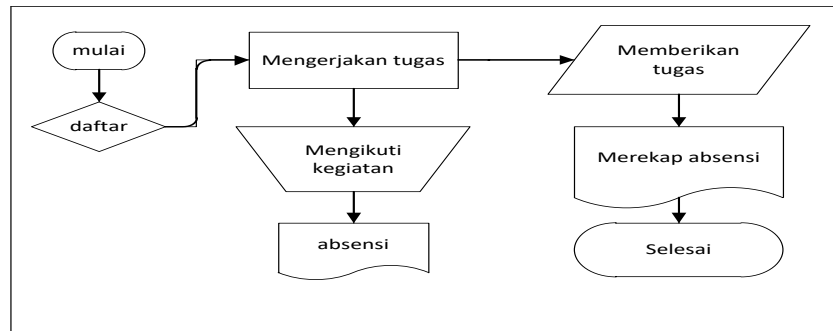 mulai
daftar
Mengerjakan tugas
Mengikuti
kegiatan
absensi
Memberikan
tugas
Merekap absensi
Selesai